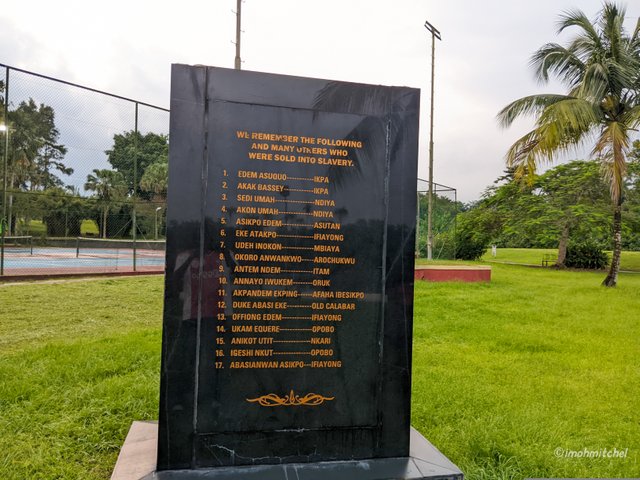 WE REMEMBER THE FOLLOWING
AND MANY OTHERS WHO
WERE SOLD INTO SLAVERY.
1. EDEM ASUQUO-----------IKPA
2. AKAK BASSEY-----------IKPA
3. SEDI UMAH-------------NDIYA
4. AKON UMAH-------------NDIYA
5. ASIKPO EDEM-----------ASUTAN
6. EKE ATAKPO------------IFIAYONG
7. UDEH INOKON-----------MBIAYA
8. OKORO ANWANKWO----AROCHUKWU
9. ANTEM NDEM-----------ITAM
10. ANNAYO IWUKEM-------ORUK
11. AKPANDEM EKPING-----AFAHA IBESIKPO
12. DUKE ABASI EKE---------OLD CALABAR
13. OFFIONG EDEM----------IFIAYONG
14. UKAM EQUERE----------OPOBO
15. ANIKOT UTIT------------NKARI
16. IGESHI NKUT-------------OPOBO
17. ABASIANWAN ASIKPO---IFIAYONG
©imohmitchel